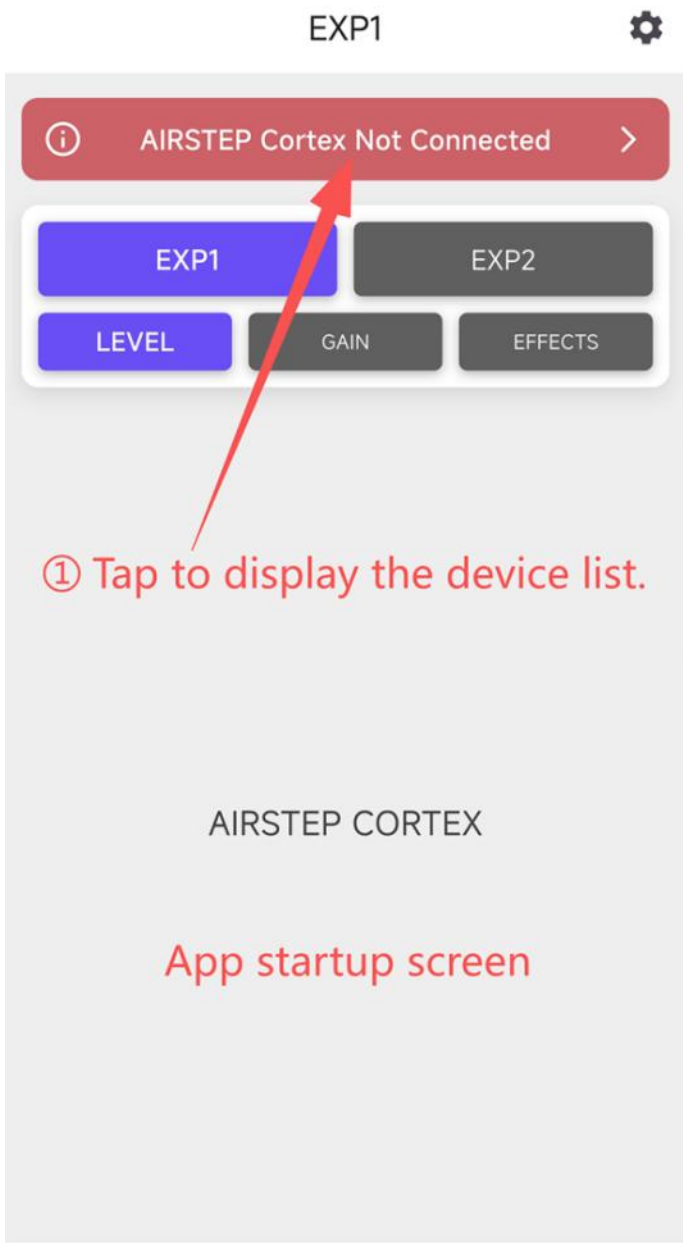 EXP1
AIRSTEP Cortex Not Connected
EXP1 EXP2
LEVEL GAIN EFFECTS
① Tap to display the device list.
AIRSTEP CORTEX
App startup screen